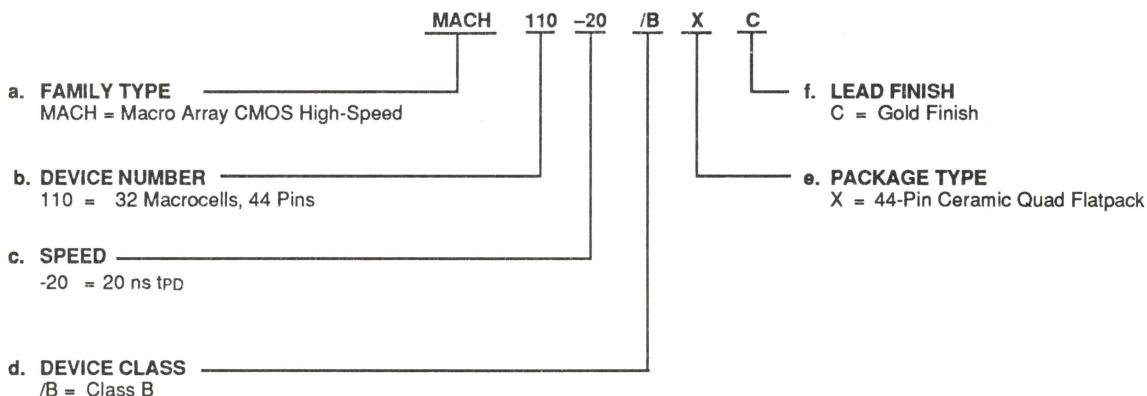 MACH 110 –20 /B X C
a. FAMILY TYPE
MACH = Macro Array CMOS High-Speed
b. DEVICE NUMBER
110 = 32 Macrocells, 44 Pins
c. SPEED
-20 = 20 ns tPD
d. DEVICE CLASS
/B = Class B
f. LEAD FINISH
C = Gold Finish
e. PACKAGE TYPE
X = 44-Pin Ceramic Quad Flatpack